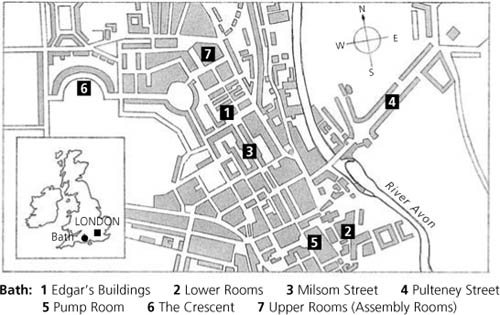 N
W E
S
7
6
1
4
3
River Avon
LONDON
Bath
5 2
Bath: 1 Edgar's Buildings 2 Lower Rooms 3 Milsom Street 4 Pulteney Street
5 Pump Room 6 The Crescent 7 Upper Rooms (Assembly Rooms)